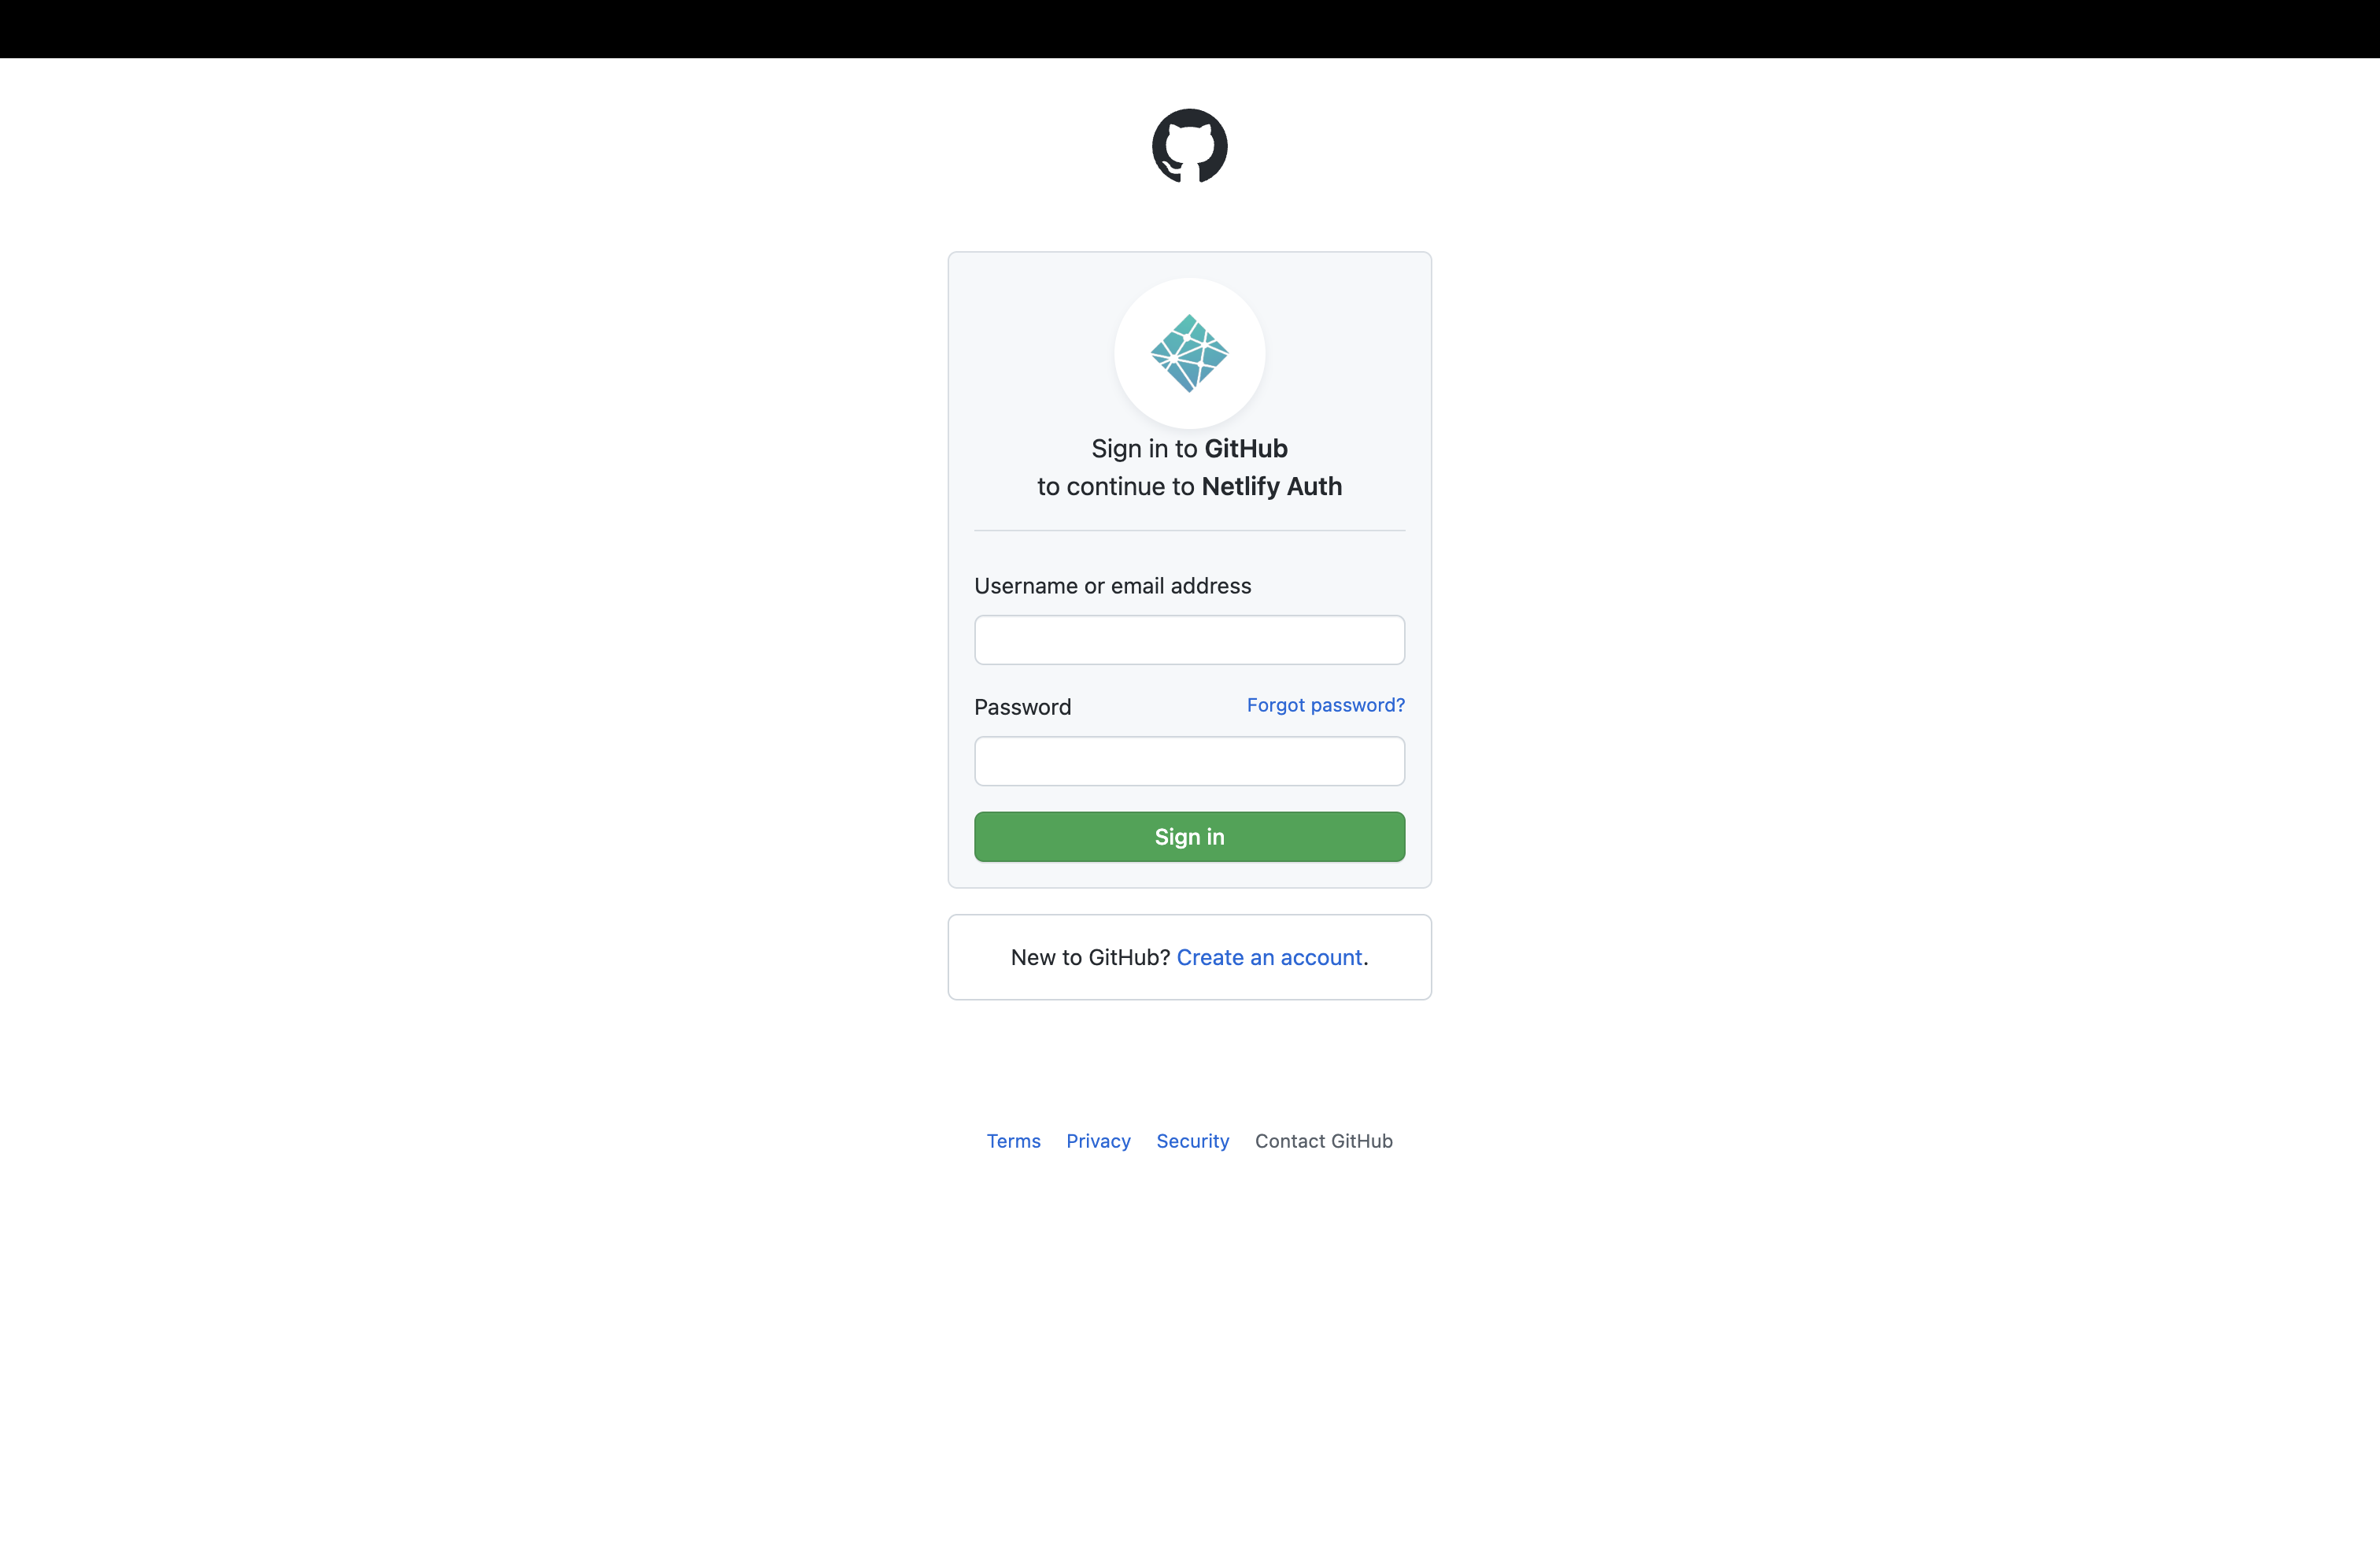 Sign in to GitHub
to continue to Netlify Auth
Username or email address
Password Forgot password?
Sign in
New to GitHub? Create an account.
Terms Privacy Security Contact GitHub